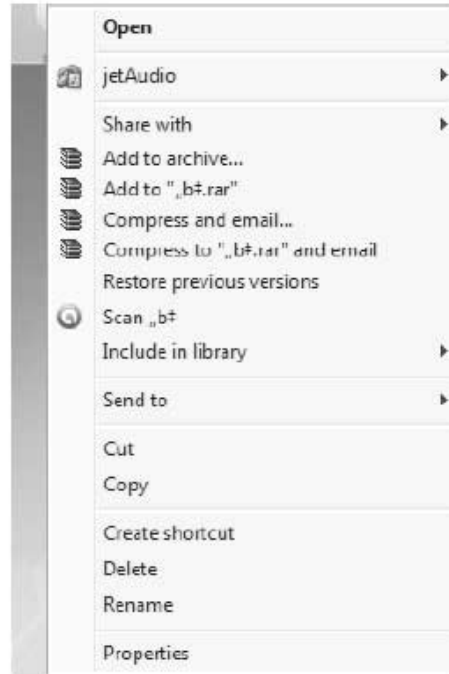 Open
jetAudio
Share with
Add to archive...
Add to "„b‡.rar"
Compress and email...
Compress to "„b‡.rar" and email
Restore previous versions
Scan „b‡
Include in library
Send to
Cut
Copy
Create shortcut
Delete
Rename
Properties